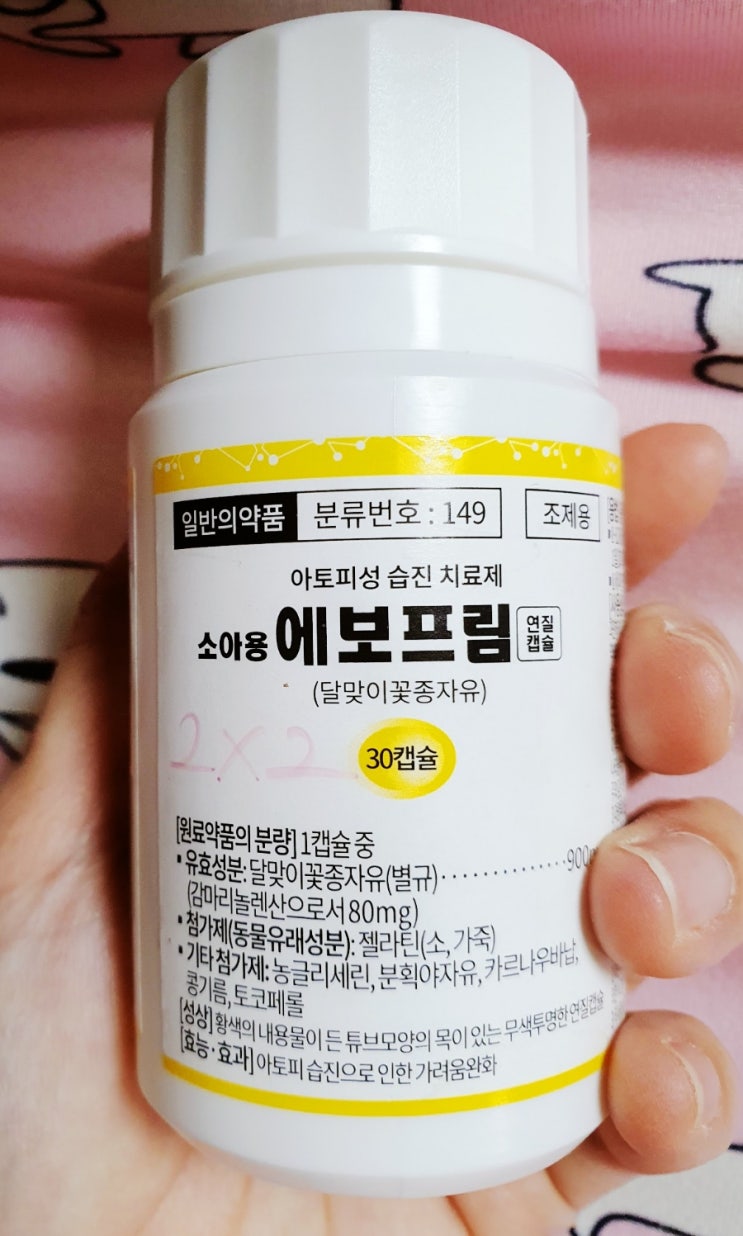 일반의약품 분류번호 : 149 조제용
아토피성 습진 치료제
소아용 에보프림 연질캡슐
(달맞이꽃종자유)
2 X 2 30캡슐
[원료약품의 분량] 1캡슐 중
▪ 유효성분: 달맞이꽃종자유(별규)··············900
(감마리놀렌산으로서 80mg)
▪ 첨가제(동물유래성분): 젤라틴(소, 가죽)
▪ 기타 첨가제: 농글리세린, 분획야자유, 카르나우바납,
콩기름, 토코페롤
[성상] 황색의 내용물이 든 튜브모양의 목이 있는 무색투명한 연질캡슐
[효능·효과] 아토피 습진으로 인한 가려움완화